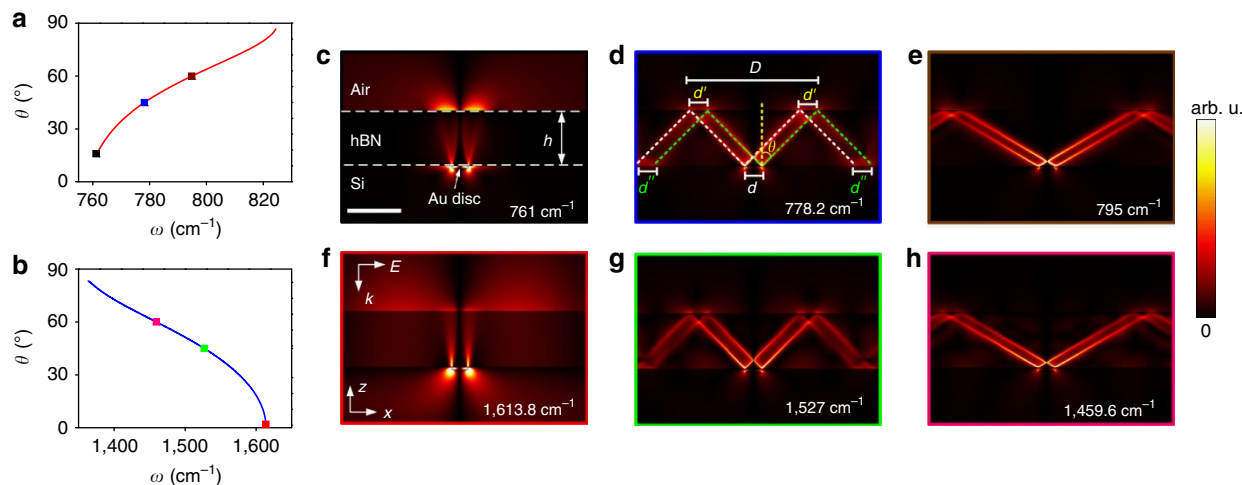 a
90
60
30
0
θ (°)
760
780
800
820
ω (cm⁻¹)
b
90
60
30
0
θ (°)
1,400
1,500
1,600
ω (cm⁻¹)
c
Air
hBN
h
Si
Au disc
761 cm⁻¹
d
D
d′
d′
θ
d″
d
d″
778.2 cm⁻¹
e
795 cm⁻¹
f
E
k
z
x
1,613.8 cm⁻¹
g
1,527 cm⁻¹
h
1,459.6 cm⁻¹
arb. u.
0